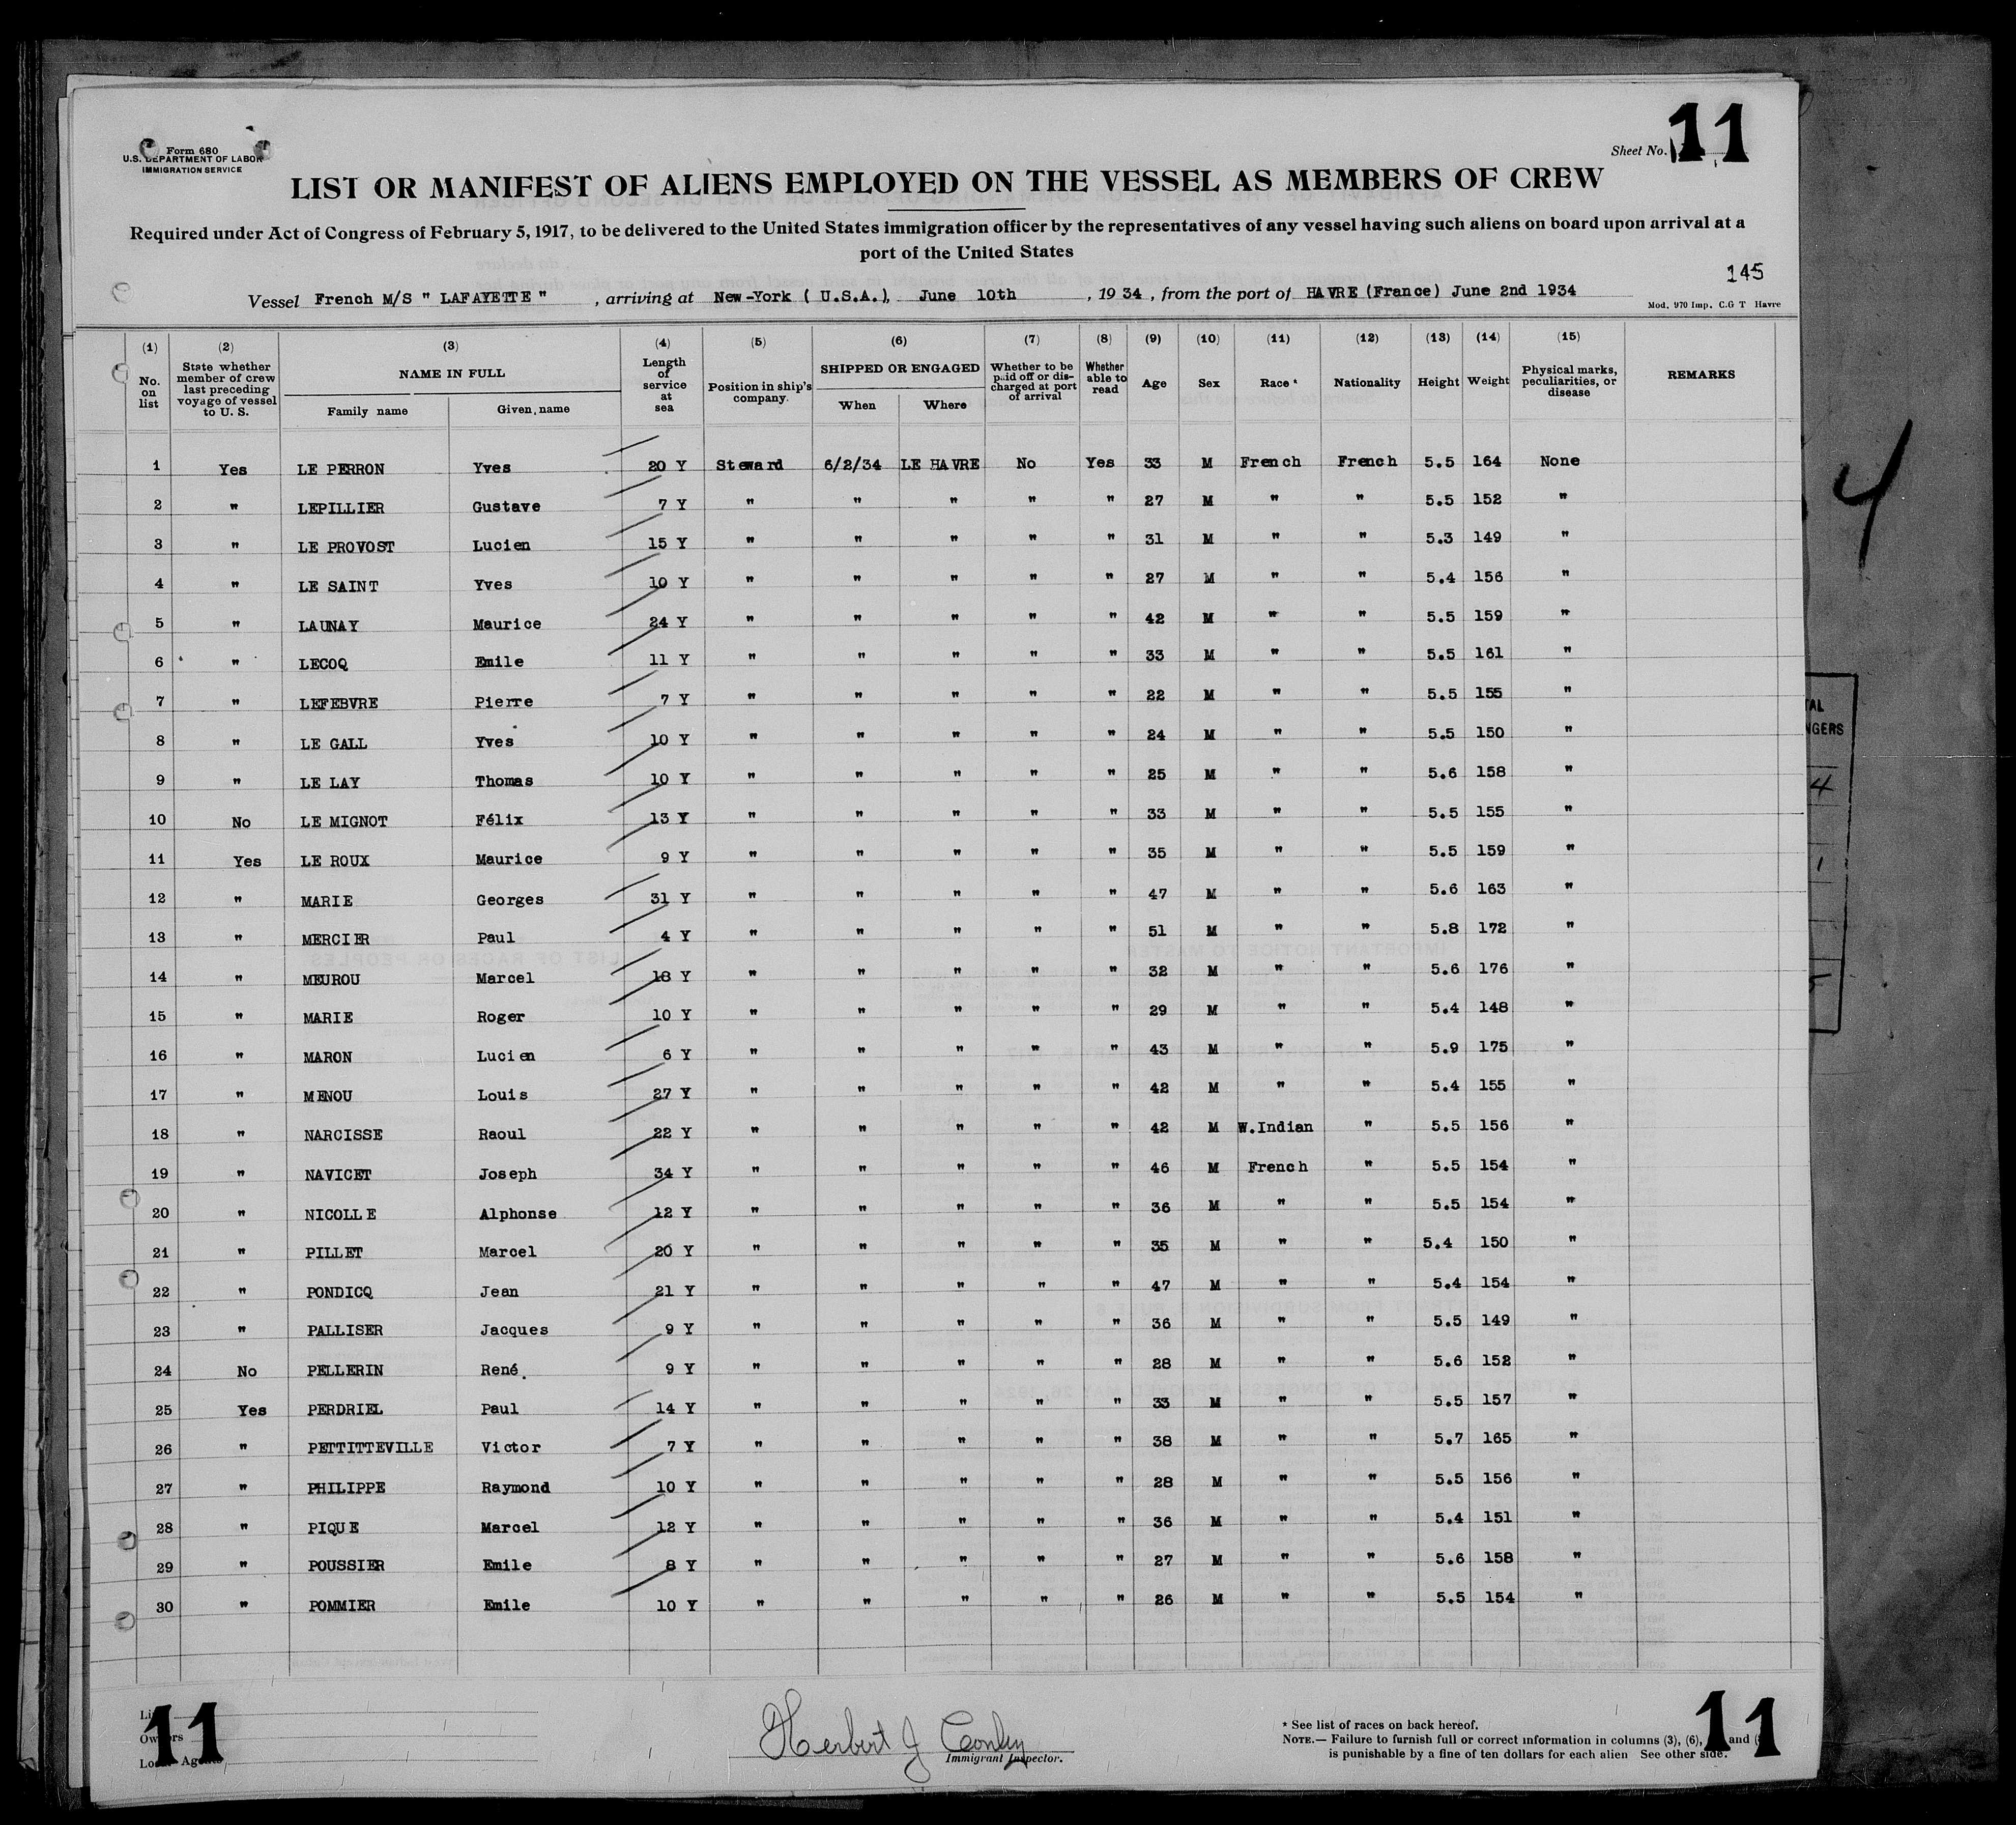 Form 680
U.S. DEPARTMENT OF LABOR
IMMIGRATION SERVICE
Sheet No. 11
LIST OR MANIFEST OF ALIENS EMPLOYED ON THE VESSEL AS MEMBERS OF CREW
Required under Act of Congress of February 5, 1917, to be delivered to the United States immigration officer by the representatives of any vessel having such aliens on board upon arrival at a
port of the United States
145
Vessel French M/S " LAFAYETTE " , arriving at New-York ( U.S.A.), June 10th , 1934 , from the port of HAVRE (France) June 2nd 1934
Mod. 970 Imp. C.G T Havre
(1) (2) (3) (4) (5) (6) (7) (8) (9) (10) (11) (12) (13) (14) (15)
No. on list State whether member of crew last preceding voyage of vessel to U. S. NAME IN FULL Length of service at sea Position in ship's company. SHIPPED OR ENGAGED Whether to be paid off or discharged at port of arrival Whether able to read Age Sex Race * Nationality Height Weight Physical marks, peculiarities, or disease REMARKS
Family name Given name When Where
1 Yes LE PERRON Yves 20 Y Steward 6/2/34 LE HAVRE No Yes 33 M French French 5.5 164 None
2 " LEPILLIER Gustave 7 Y " " " " " 27 M " " 5.5 152 "
3 " LE PROVOST Lucien 15 Y " " " " " 31 M " " 5.3 149 "
4 " LE SAINT Yves 10 Y " " " " " 27 M " " 5.4 156 "
5 " LAUNAY Maurice 24 Y " " " " " 42 M " " 5.5 159 "
6 " LECOQ Emile 11 Y " " " " " 33 M " " 5.5 161 "
7 " LEFEBVRE Pierre 7 Y " " " " " 22 M " " 5.5 155 "
8 " LE GALL Yves 10 Y " " " " " 24 M " " 5.5 150 "
9 " LE LAY Thomas 10 Y " " " " " 25 M " " 5.6 158 "
10 No LE MIGNOT Félix 13 Y " " " " " 33 M " " 5.5 155 "
11 Yes LE ROUX Maurice 9 Y " " " " " 35 M " " 5.5 159 "
12 " MARIE Georges 31 Y " " " " " 47 M " " 5.6 163 "
13 " MERCIER Paul 4 Y " " " " " 51 M " " 5.8 172 "
14 " MEUROU Marcel 18 Y " " " " " 32 M " " 5.6 176 "
15 " MARIE Roger 10 Y " " " " " 29 M " " 5.4 148 "
16 " MARON Lucien 6 Y " " " " " 43 M " " 5.9 175 "
17 " MENOU Louis 27 Y " " " " " 42 M " " 5.4 155 "
18 " NARCISSE Raoul 22 Y " " " " " 42 M W.Indian " 5.5 156 "
19 " NAVICET Joseph 34 Y " " " " " 46 M French " 5.5 154 "
20 " NICOLLE Alphonse 12 Y " " " " " 36 M " " 5.5 154 "
21 " PILLET Marcel 20 Y " " " " " 35 M " " 5.4 150 "
22 " PONDICQ Jean 21 Y " " " " " 47 M " " 5.4 154 "
23 " PALLISER Jacques 9 Y " " " " " 36 M " " 5.5 149 "
24 No PELLERIN René. 9 Y " " " " " 28 M " " 5.6 152 "
25 Yes PERDRIEL Paul 14 Y " " " " " 33 M " " 5.5 157 "
26 " PETTITTEVILLE Victor 7 Y " " " " " 38 M " " 5.7 165 "
27 " PHILIPPE Raymond 10 Y " " " " " 28 M " " 5.5 156 "
28 " PIQUE Marcel 12 Y " " " " " 36 M " " 5.4 151 "
29 " POUSSIER Emile 8 Y " " " " " 27 M " " 5.6 158 "
30 " POMMIER Emile 10 Y " " " " " 26 M " " 5.5 154 "
4
11
Herbert J Conley
Immigrant Inspector.
* See list of races on back hereof.
NOTE.— Failure to furnish full or correct information in columns (3), (6), and
is punishable by a fine of ten dollars for each alien See other side.
11